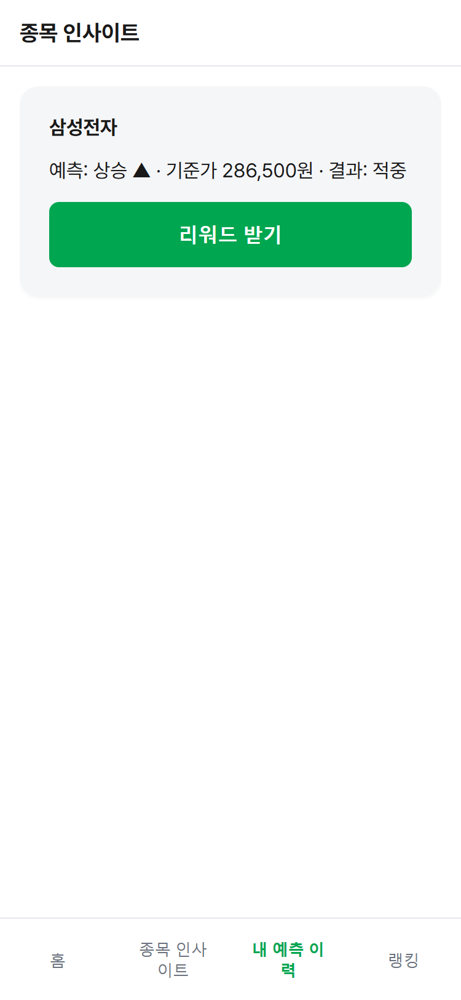 종목 인사이트
삼성전자
예측: 상승 ▲ · 기준가 286,500원 · 결과: 적중
리워드 받기
홈
종목 인사
이트
내 예측 이
력
랭킹